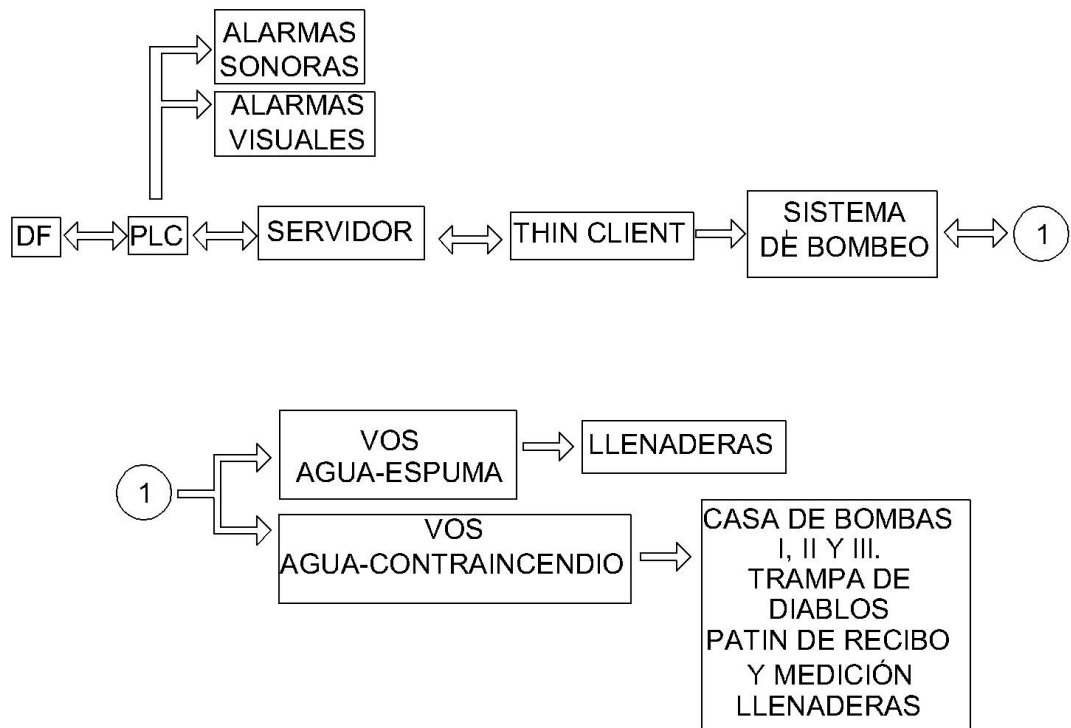 ALARMAS
SONORAS
ALARMAS
VISUALES
DF
PLC
SERVIDOR
THIN CLIENT
SISTEMA
DE BOMBEO
1
1
VOS
AGUA-ESPUMA
LLENADERAS
VOS
AGUA-CONTRAINCENDIO
CASA DE BOMBAS
I, II Y III.
TRAMPA DE
DIABLOS
PATIN DE RECIBO
Y MEDICIÓN
LLENADERAS